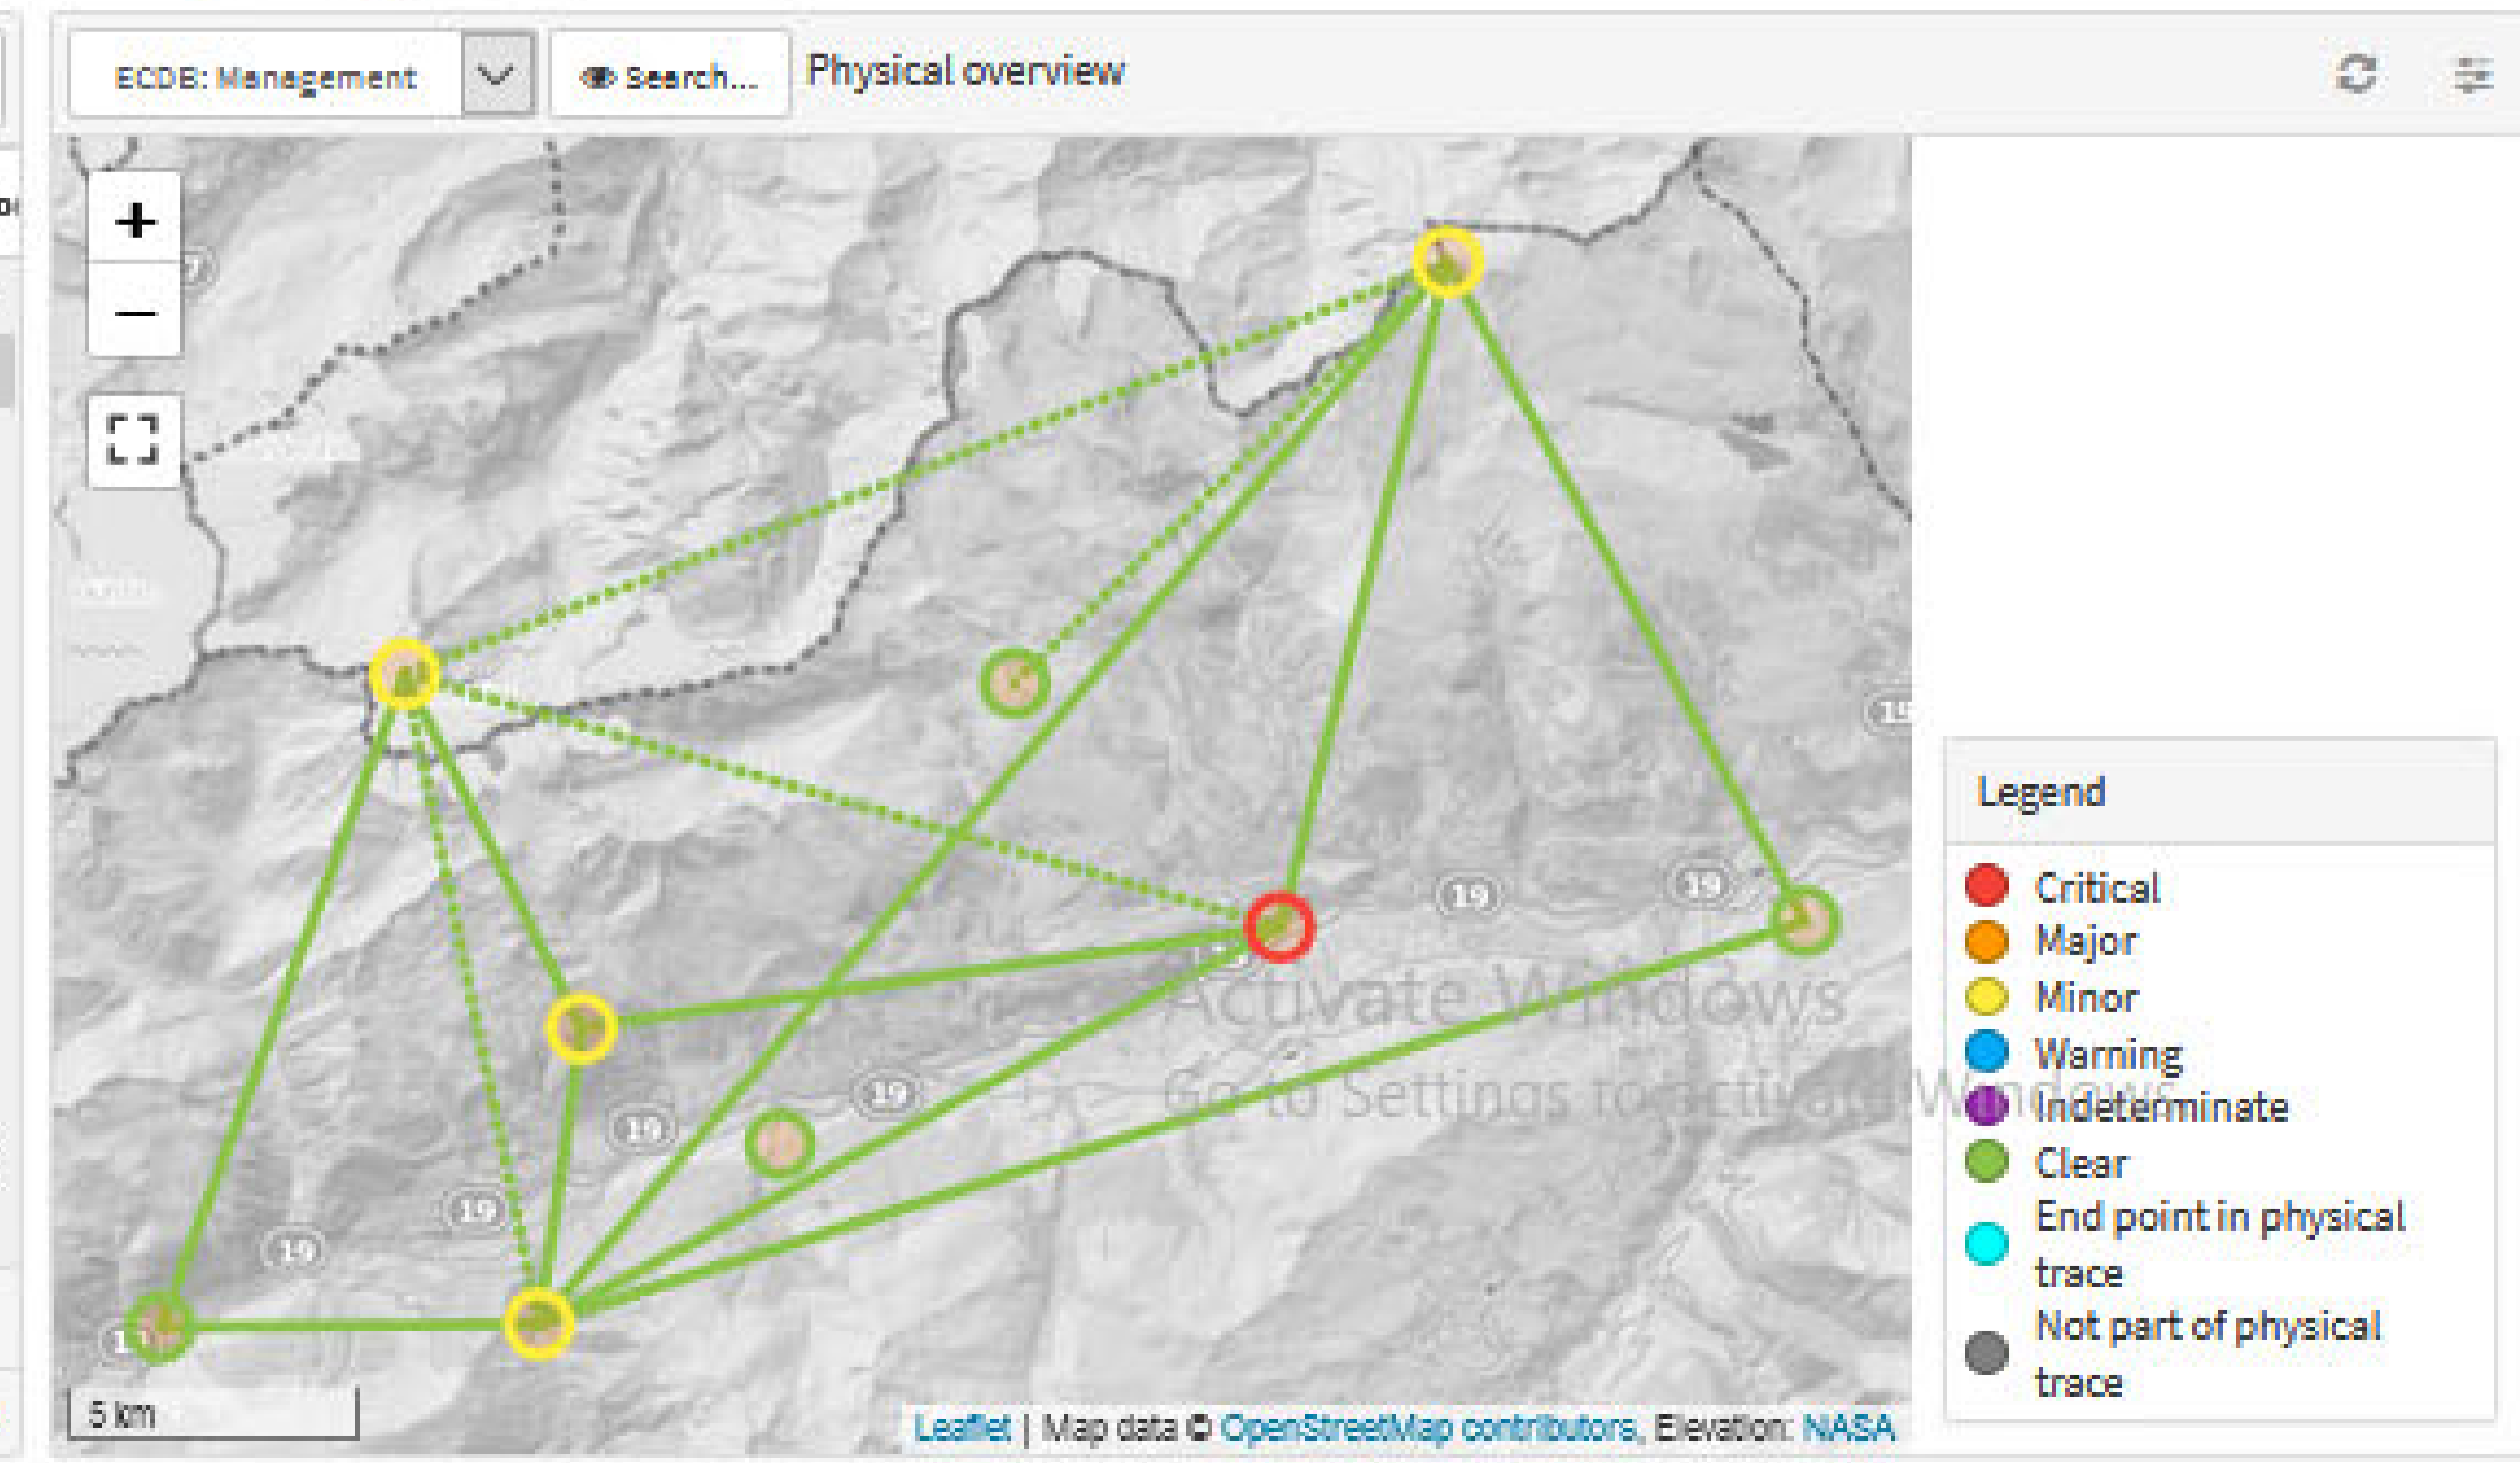 ECDB: Management
Search...
Physical overview
+
−
19
19
19
19
19
19
19
Activate Windows
Go to Settings to activate Windows.
Legend
Critical
Major
Minor
Warning
Indeterminate
Clear
End point in physical
trace
Not part of physical
trace
5 km
Leaflet | Map data © OpenStreetMap contributors, Elevation: NASA